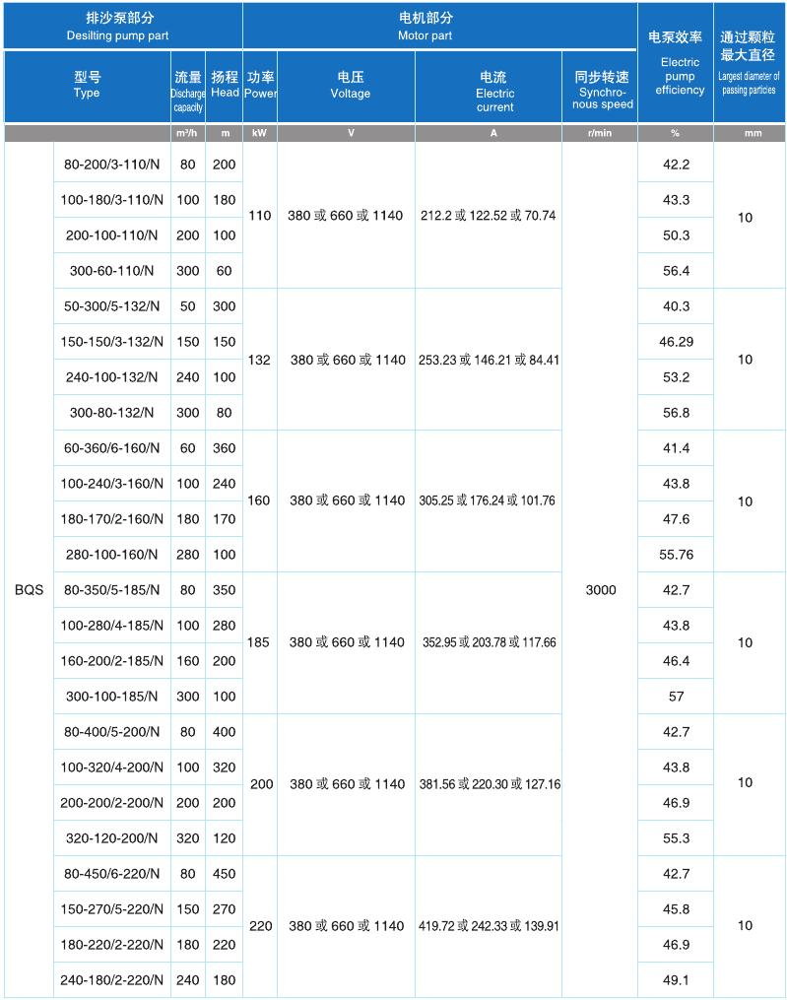 排沙泵部分
Desilting pump part
电机部分
Motor part
电泵效率
Electric
pump
efficiency
通过颗粒
最大直径
Largest diameter of
passing particles
型号
Type
流量
Discharge
capacity
扬程
Head
功率
Power
电压
Voltage
电流
Electric
current
同步转速
Synchro-
nous speed
m³/h m kW V A r/min % mm
BQS
3000
80-200/3-110/N 80 200 42.2
100-180/3-110/N 100 180 43.3
110 380 或 660 或 1140 212.2 或 122.52 或 70.74 10
200-100-110/N 200 100 50.3
300-60-110/N 300 60 56.4
50-300/5-132/N 50 300 40.3
150-150/3-132/N 150 150 46.29
132 380 或 660 或 1140 253.23 或 146.21 或 84.41 10
240-100-132/N 240 100 53.2
300-80-132/N 300 80 56.8
60-360/6-160/N 60 360 41.4
100-240/3-160/N 100 240 43.8
160 380 或 660 或 1140 305.25 或 176.24 或 101.76 10
180-170/2-160/N 180 170 47.6
280-100-160/N 280 100 55.76
80-350/5-185/N 80 350 42.7
100-280/4-185/N 100 280 43.8
185 380 或 660 或 1140 352.95 或 203.78 或 117.66 10
160-200/2-185/N 160 200 46.4
300-100-185/N 300 100 57
80-400/5-200/N 80 400 42.7
100-320/4-200/N 100 320 43.8
200 380 或 660 或 1140 381.56 或 220.30 或 127.16 10
200-200/2-200/N 200 200 46.9
320-120-200/N 320 120 55.3
80-450/6-220/N 80 450 42.7
150-270/5-220/N 150 270 45.8
220 380 或 660 或 1140 419.72 或 242.33 或 139.91 10
180-220/2-220/N 180 220 46.9
240-180/2-220/N 240 180 49.1